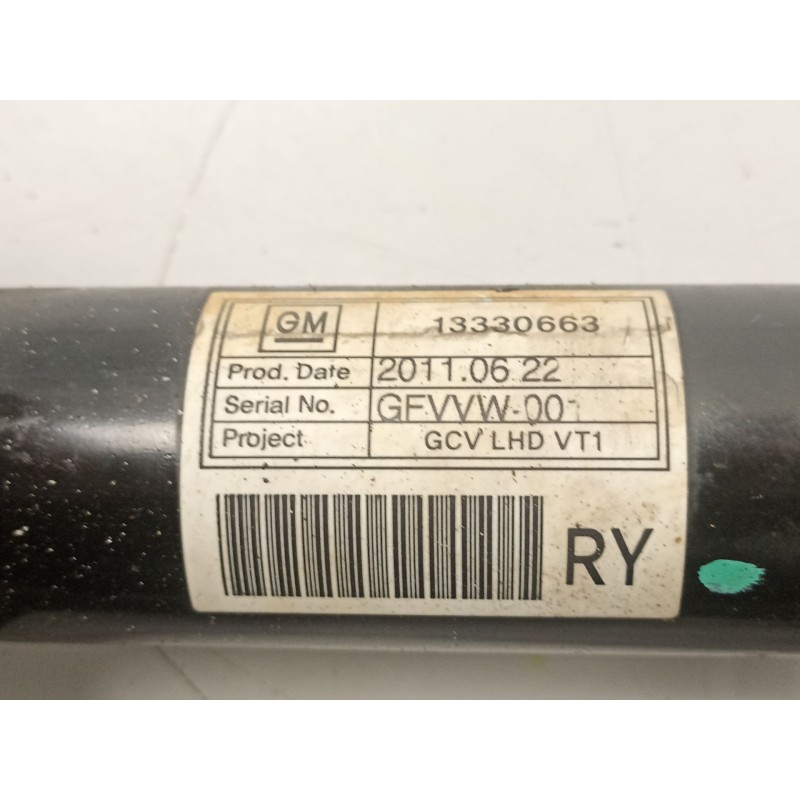 GM 13330663
Prod. Date 2011.06.22
Serial No. GFVVW-001
Project GCV LHD VT1
RY